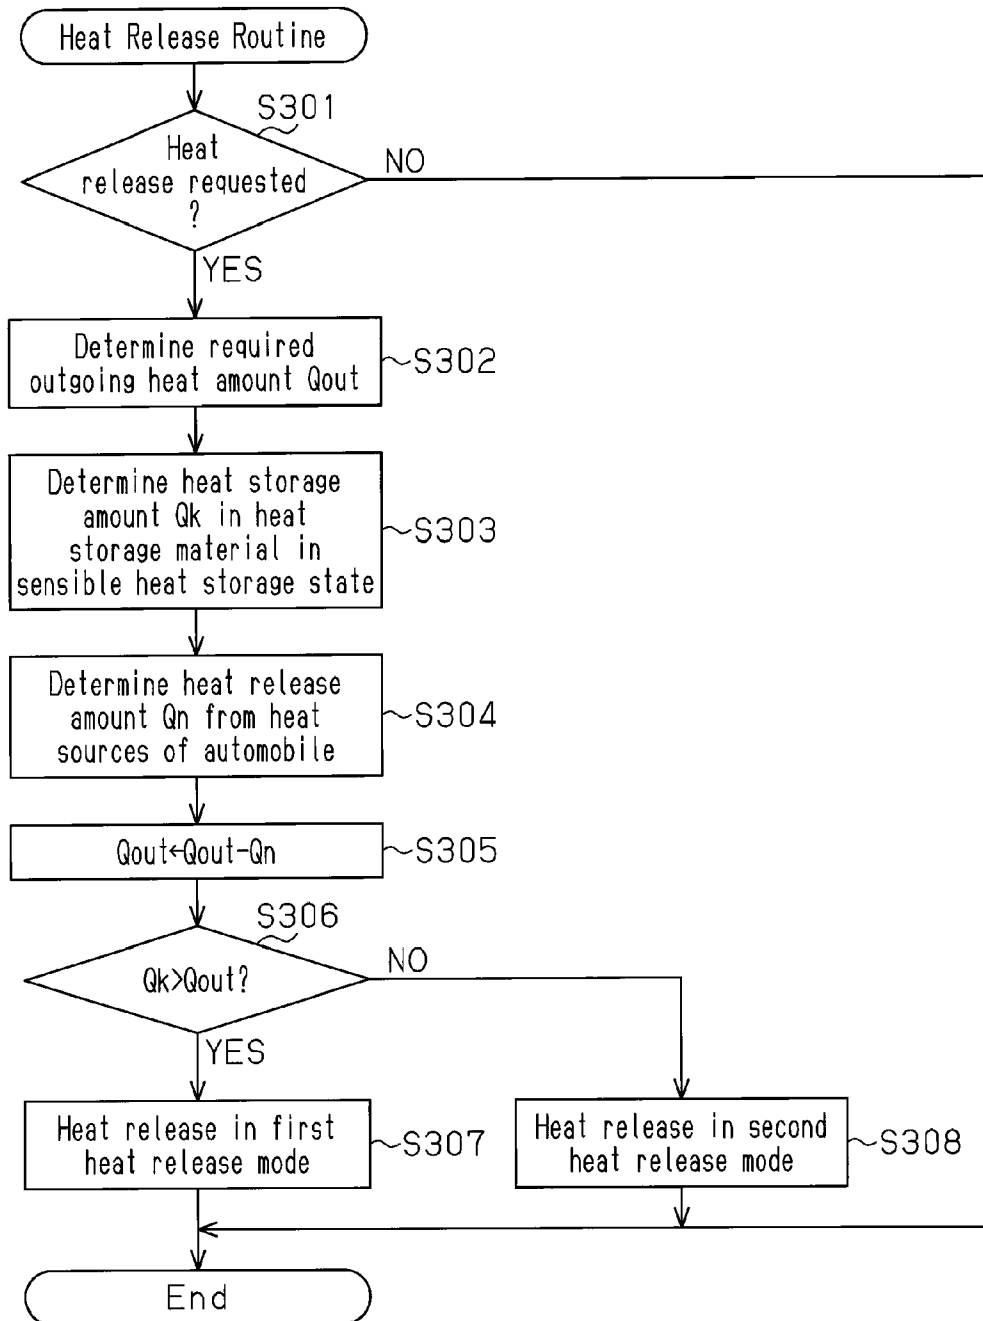 Heat Release Routine
S301
Heat
release requested
?
NO
YES
Determine required
outgoing heat amount Qout
S302
Determine heat storage
amount Qk in heat
storage material in
sensible heat storage state
S303
Determine heat release
amount Qn from heat
sources of automobile
S304
Qout←Qout-Qn
S305
S306
Qk>Qout?
NO
YES
Heat release in first
heat release mode
S307
Heat release in second
heat release mode
S308
End